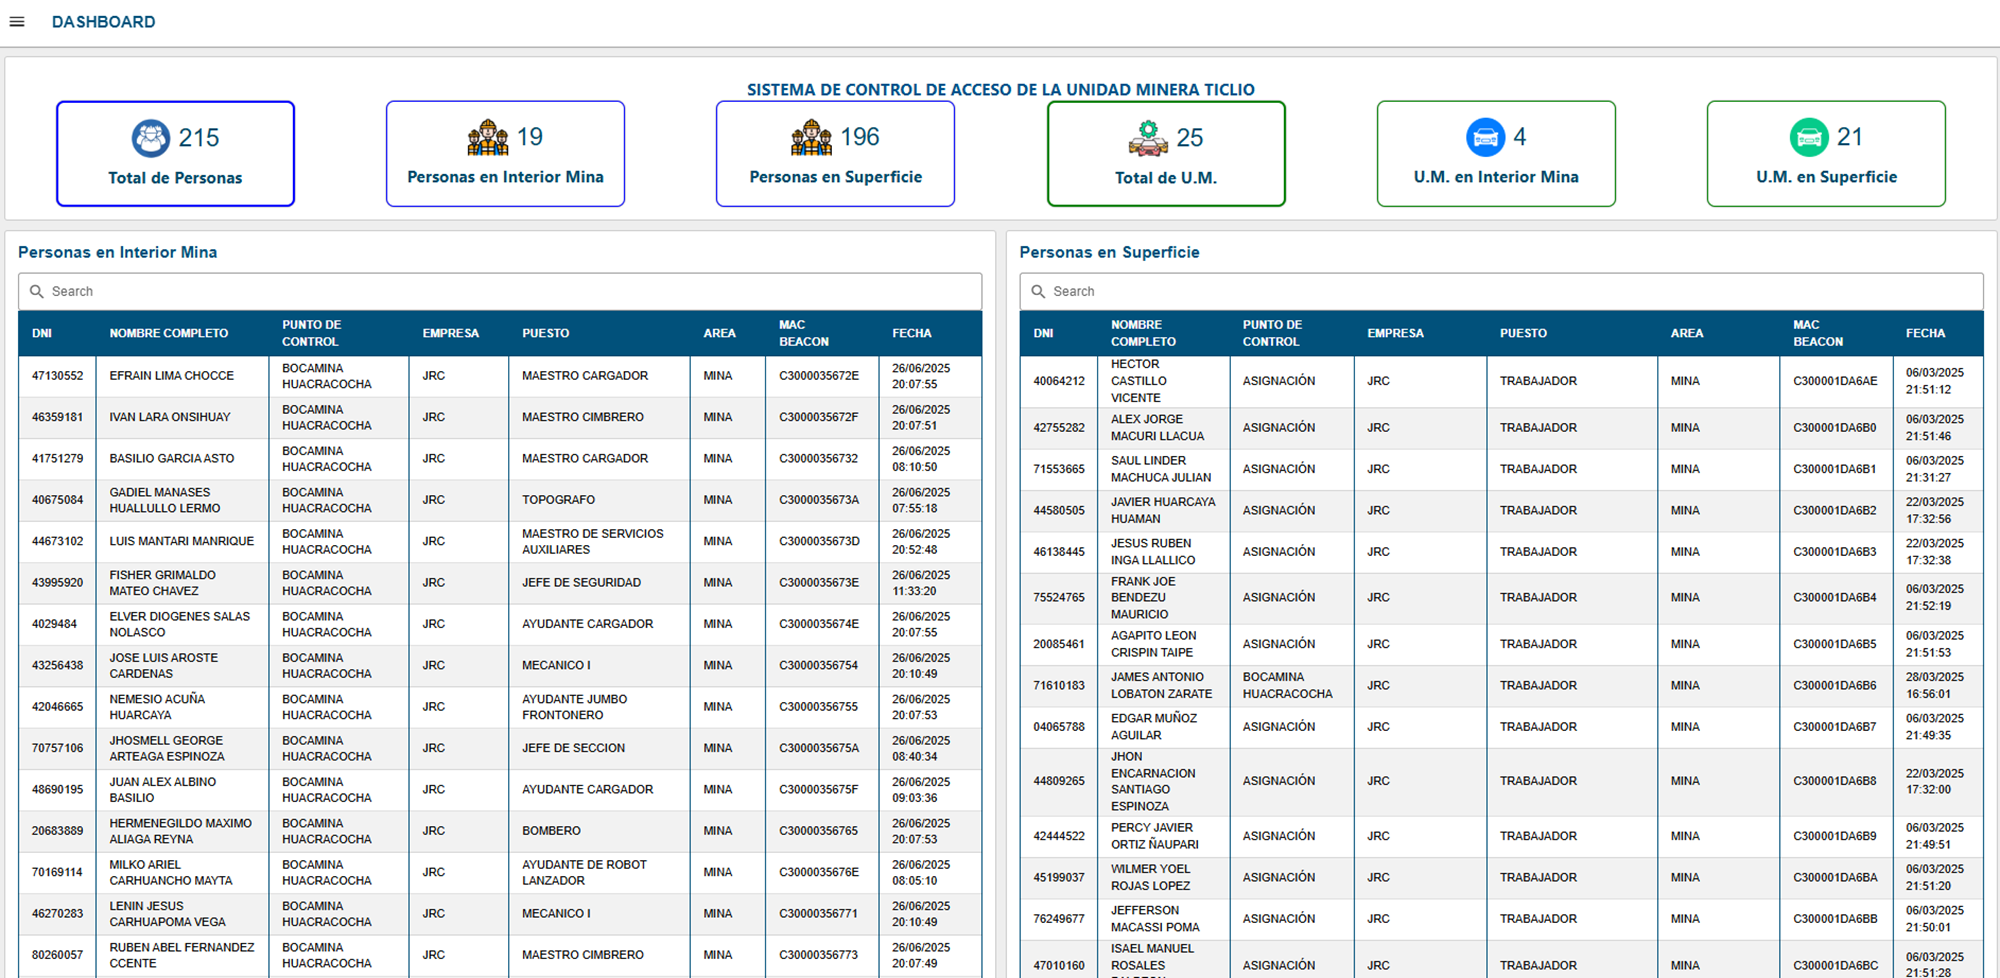 DASHBOARD
SISTEMA DE CONTROL DE ACCESO DE LA UNIDAD MINERA TICLIO
215
Total de Personas
19
Personas en Interior Mina
196
Personas en Superficie
25
Total de U.M.
4
U.M. en Interior Mina
21
U.M. en Superficie
Personas en Interior Mina
Search
DNI NOMBRE COMPLETO PUNTO DE CONTROL EMPRESA PUESTO AREA MAC BEACON FECHA
47130552 EFRAIN LIMA CHOCCE BOCAMINA HUACRACOCHA JRC MAESTRO CARGADOR MINA C3000035672E 26/06/2025 20:07:55
46359181 IVAN LARA ONSIHUAY BOCAMINA HUACRACOCHA JRC MAESTRO CIMBRERO MINA C3000035672F 26/06/2025 20:07:51
41751279 BASILIO GARCIA ASTO BOCAMINA HUACRACOCHA JRC MAESTRO CARGADOR MINA C30000356732 26/06/2025 08:10:50
40675084 GADIEL MANASES HUALLULLO LERMO BOCAMINA HUACRACOCHA JRC TOPOGRAFO MINA C3000035673A 26/06/2025 07:55:18
44673102 LUIS MANTARI MANRIQUE BOCAMINA HUACRACOCHA JRC MAESTRO DE SERVICIOS AUXILIARES MINA C3000035673D 26/06/2025 20:52:48
43995920 FISHER GRIMALDO MATEO CHAVEZ BOCAMINA HUACRACOCHA JRC JEFE DE SEGURIDAD MINA C3000035673E 26/06/2025 11:33:20
4029484 ELVER DIOGENES SALAS NOLASCO BOCAMINA HUACRACOCHA JRC AYUDANTE CARGADOR MINA C3000035674E 26/06/2025 20:07:55
43256438 JOSE LUIS AROSTE CARDENAS BOCAMINA HUACRACOCHA JRC MECANICO I MINA C30000356754 26/06/2025 20:10:49
42046665 NEMESIO ACUÑA HUARCAYA BOCAMINA HUACRACOCHA JRC AYUDANTE JUMBO FRONTONERO MINA C30000356755 26/06/2025 20:07:53
70757106 JHOSMELL GEORGE ARTEAGA ESPINOZA BOCAMINA HUACRACOCHA JRC JEFE DE SECCION MINA C3000035675A 26/06/2025 08:40:34
48690195 JUAN ALEX ALBINO BASILIO BOCAMINA HUACRACOCHA JRC AYUDANTE CARGADOR MINA C3000035675F 26/06/2025 09:03:36
20683889 HERMENEGILDO MAXIMO ALIAGA REYNA BOCAMINA HUACRACOCHA JRC BOMBERO MINA C30000356765 26/06/2025 20:07:53
70169114 MILKO ARIEL CARHUANCHO MAYTA BOCAMINA HUACRACOCHA JRC AYUDANTE DE ROBOT LANZADOR MINA C3000035676E 26/06/2025 08:05:10
46270283 LENIN JESUS CARHUAPOMA VEGA BOCAMINA HUACRACOCHA JRC MECANICO I MINA C30000356771 26/06/2025 20:10:49
80260057 RUBEN ABEL FERNANDEZ CCENTE BOCAMINA HUACRACOCHA JRC MAESTRO CIMBRERO MINA C30000356773 26/06/2025 20:07:49
Personas en Superficie
Search
DNI NOMBRE COMPLETO PUNTO DE CONTROL EMPRESA PUESTO AREA MAC BEACON FECHA
40064212 HECTOR CASTILLO VICENTE ASIGNACIÓN JRC TRABAJADOR MINA C300001DA6AE 06/03/2025 21:51:12
42755282 ALEX JORGE MACURI LLACUA ASIGNACIÓN JRC TRABAJADOR MINA C300001DA6B0 06/03/2025 21:51:46
71553665 SAUL LINDER MACHUCA JULIAN ASIGNACIÓN JRC TRABAJADOR MINA C300001DA6B1 06/03/2025 21:31:27
44580505 JAVIER HUARCAYA HUAMAN ASIGNACIÓN JRC TRABAJADOR MINA C300001DA6B2 22/03/2025 17:32:56
46138445 JESUS RUBEN INGA LLALLICO ASIGNACIÓN JRC TRABAJADOR MINA C300001DA6B3 22/03/2025 17:32:38
75524765 FRANK JOE BENDEZU MAURICIO ASIGNACIÓN JRC TRABAJADOR MINA C300001DA6B4 06/03/2025 21:52:19
20085461 AGAPITO LEON CRISPIN TAIPE ASIGNACIÓN JRC TRABAJADOR MINA C300001DA6B5 06/03/2025 21:51:53
71610183 JAMES ANTONIO LOBATON ZARATE BOCAMINA HUACRACOCHA JRC TRABAJADOR MINA C300001DA6B6 28/03/2025 16:56:01
04065788 EDGAR MUÑOZ AGUILAR ASIGNACIÓN JRC TRABAJADOR MINA C300001DA6B7 06/03/2025 21:49:35
44809265 JHON ENCARNACION SANTIAGO ESPINOZA ASIGNACIÓN JRC TRABAJADOR MINA C300001DA6B8 22/03/2025 17:32:00
42444522 PERCY JAVIER ORTIZ ÑAUPARI ASIGNACIÓN JRC TRABAJADOR MINA C300001DA6B9 06/03/2025 21:49:51
45199037 WILMER YOEL ROJAS LOPEZ ASIGNACIÓN JRC TRABAJADOR MINA C300001DA6BA 06/03/2025 21:51:20
76249677 JEFFERSON MACASSI POMA ASIGNACIÓN JRC TRABAJADOR MINA C300001DA6BB 06/03/2025 21:50:01
47010160 ISAEL MANUEL ROSALES ASIGNACIÓN JRC TRABAJADOR MINA C300001DA6BC 06/03/2025 21:51:28